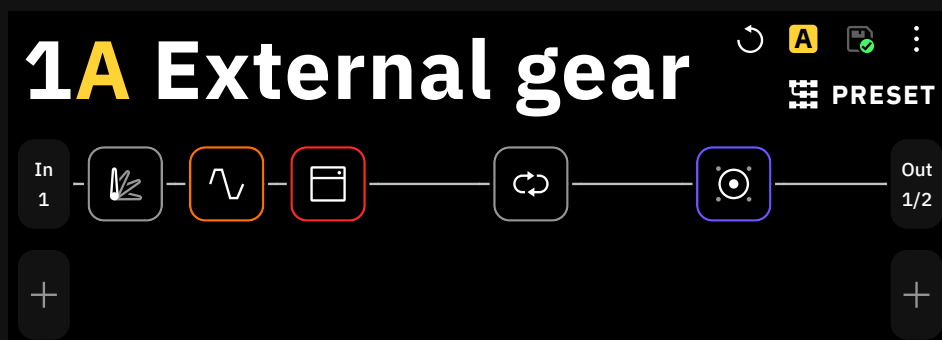 1A External gear
A
PRESET
In
1
Out
1/2